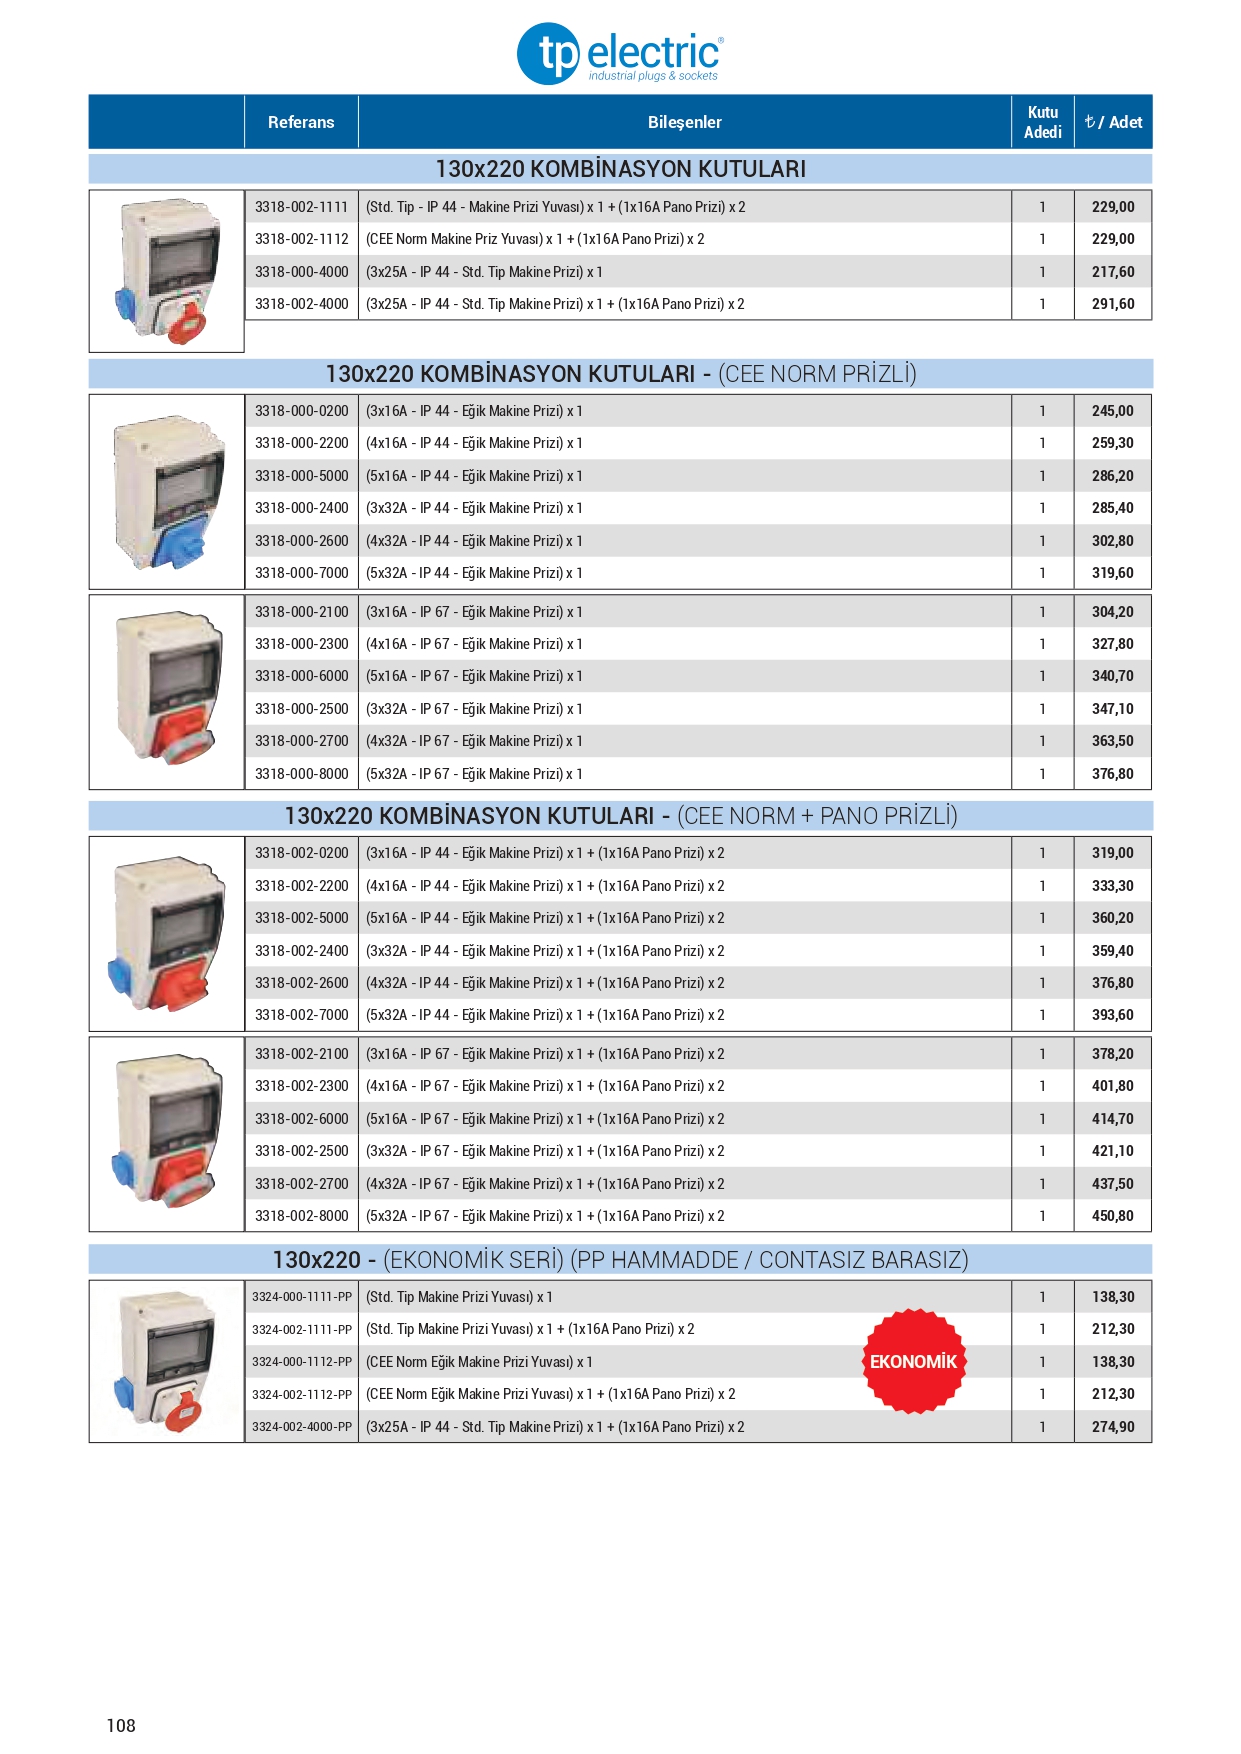 tp electric®
industrial plugs & sockets
Referans Bileşenler Kutu Adedi ₺ / Adet
130x220 KOMBİNASYON KUTULARI
3318-002-1111 (Std. Tip - IP 44 - Makine Prizi Yuvası) x 1 + (1x16A Pano Prizi) x 2 1 229,00
3318-002-1112 (CEE Norm Makine Priz Yuvası) x 1 + (1x16A Pano Prizi) x 2 1 229,00
3318-000-4000 (3x25A - IP 44 - Std. Tip Makine Prizi) x 1 1 217,60
3318-002-4000 (3x25A - IP 44 - Std. Tip Makine Prizi) x 1 + (1x16A Pano Prizi) x 2 1 291,60
130x220 KOMBİNASYON KUTULARI - (CEE NORM PRİZLİ)
3318-000-0200 (3x16A - IP 44 - Eğik Makine Prizi) x 1 1 245,00
3318-000-2200 (4x16A - IP 44 - Eğik Makine Prizi) x 1 1 259,30
3318-000-5000 (5x16A - IP 44 - Eğik Makine Prizi) x 1 1 286,20
3318-000-2400 (3x32A - IP 44 - Eğik Makine Prizi) x 1 1 285,40
3318-000-2600 (4x32A - IP 44 - Eğik Makine Prizi) x 1 1 302,80
3318-000-7000 (5x32A - IP 44 - Eğik Makine Prizi) x 1 1 319,60
3318-000-2100 (3x16A - IP 67 - Eğik Makine Prizi) x 1 1 304,20
3318-000-2300 (4x16A - IP 67 - Eğik Makine Prizi) x 1 1 327,80
3318-000-6000 (5x16A - IP 67 - Eğik Makine Prizi) x 1 1 340,70
3318-000-2500 (3x32A - IP 67 - Eğik Makine Prizi) x 1 1 347,10
3318-000-2700 (4x32A - IP 67 - Eğik Makine Prizi) x 1 1 363,50
3318-000-8000 (5x32A - IP 67 - Eğik Makine Prizi) x 1 1 376,80
130x220 KOMBİNASYON KUTULARI - (CEE NORM + PANO PRİZLİ)
3318-002-0200 (3x16A - IP 44 - Eğik Makine Prizi) x 1 + (1x16A Pano Prizi) x 2 1 319,00
3318-002-2200 (4x16A - IP 44 - Eğik Makine Prizi) x 1 + (1x16A Pano Prizi) x 2 1 333,30
3318-002-5000 (5x16A - IP 44 - Eğik Makine Prizi) x 1 + (1x16A Pano Prizi) x 2 1 360,20
3318-002-2400 (3x32A - IP 44 - Eğik Makine Prizi) x 1 + (1x16A Pano Prizi) x 2 1 359,40
3318-002-2600 (4x32A - IP 44 - Eğik Makine Prizi) x 1 + (1x16A Pano Prizi) x 2 1 376,80
3318-002-7000 (5x32A - IP 44 - Eğik Makine Prizi) x 1 + (1x16A Pano Prizi) x 2 1 393,60
3318-002-2100 (3x16A - IP 67 - Eğik Makine Prizi) x 1 + (1x16A Pano Prizi) x 2 1 378,20
3318-002-2300 (4x16A - IP 67 - Eğik Makine Prizi) x 1 + (1x16A Pano Prizi) x 2 1 401,80
3318-002-6000 (5x16A - IP 67 - Eğik Makine Prizi) x 1 + (1x16A Pano Prizi) x 2 1 414,70
3318-002-2500 (3x32A - IP 67 - Eğik Makine Prizi) x 1 + (1x16A Pano Prizi) x 2 1 421,10
3318-002-2700 (4x32A - IP 67 - Eğik Makine Prizi) x 1 + (1x16A Pano Prizi) x 2 1 437,50
3318-002-8000 (5x32A - IP 67 - Eğik Makine Prizi) x 1 + (1x16A Pano Prizi) x 2 1 450,80
130x220 - (EKONOMİK SERİ) (PP HAMMADDE / CONTASIZ BARASIZ)
3324-000-1111-PP (Std. Tip Makine Prizi Yuvası) x 1 1 138,30
3324-002-1111-PP (Std. Tip Makine Prizi Yuvası) x 1 + (1x16A Pano Prizi) x 2 1 212,30
3324-000-1112-PP (CEE Norm Eğik Makine Prizi Yuvası) x 1 EKONOMİK 1 138,30
3324-002-1112-PP (CEE Norm Eğik Makine Prizi Yuvası) x 1 + (1x16A Pano Prizi) x 2 1 212,30
3324-002-4000-PP (3x25A - IP 44 - Std. Tip Makine Prizi) x 1 + (1x16A Pano Prizi) x 2 1 274,90
108